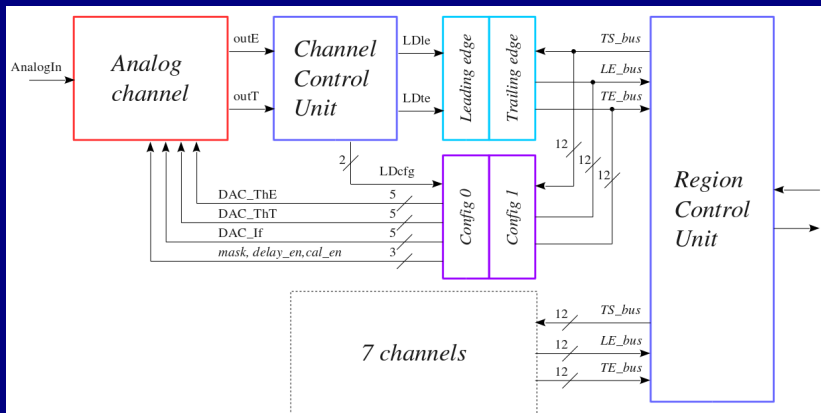 AnalogIn
Analog
channel
outE
outT
Channel
Control
Unit
LDle
LDte
Leading edge
Trailing edge
TS_bus
LE_bus
TE_bus
12
12
12
2
LDcfg
DAC_ThE
5
DAC_ThT
5
DAC_If
5
mask, delay_en,cal_en
3
Config 0
Config 1
Region
Control
Unit
7 channels
12
TS_bus
12
LE_bus
12
TE_bus